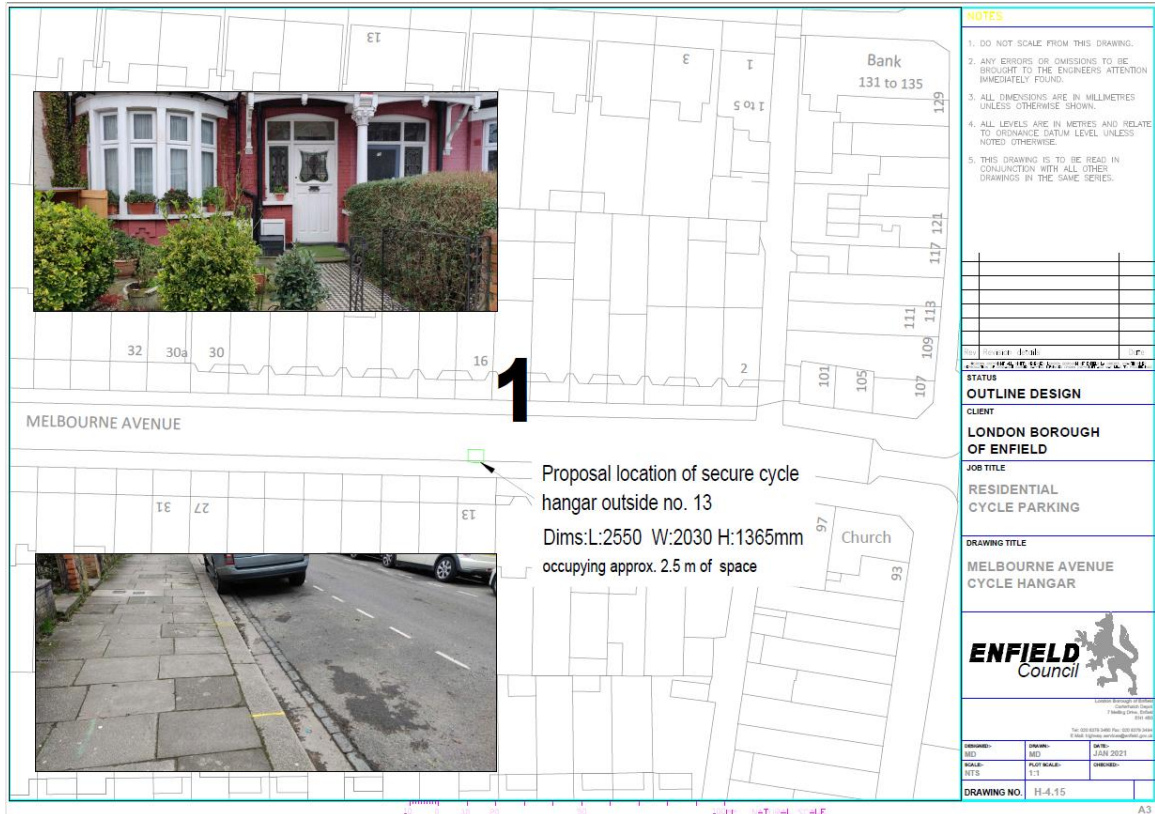 13
3
1
1 to 5
Bank
131 to 135
129
121
117
113
111
109
107
105
101
32
30a
30
16
1
2
MELBOURNE AVENUE
Proposal location of secure cycle
hangar outside no. 13
Dims:L:2550 W:2030 H:1365mm
occupying approx. 2.5 m of space
31
27
13
97
Church
93
NOTES
1. DO NOT SCALE FROM THIS DRAWING.
2. ANY ERRORS OR OMISSIONS TO BE
BROUGHT TO THE ENGINEERS ATTENTION
IMMEDIATELY FOUND.
3. ALL DIMENSIONS ARE IN MILLIMETRES
UNLESS OTHERWISE SHOWN.
4. ALL LEVELS ARE IN METRES AND RELATE
TO ORDNANCE DATUM LEVEL UNLESS
NOTED OTHERWISE.
5. THIS DRAWING IS TO BE READ IN
CONJUNCTION WITH ALL OTHER
DRAWINGS IN THE SAME SERIES.
Rev Revision details Date
STATUS
OUTLINE DESIGN
CLIENT
LONDON BOROUGH
OF ENFIELD
JOB TITLE
RESIDENTIAL
CYCLE PARKING
DRAWING TITLE
MELBOURNE AVENUE
CYCLE HANGAR
ENFIELD
Council
London Borough of Enfield
DESIGNED:- DRAWN:- DATE:-
MD MD JAN 2021
SCALE:- PLOT SCALE:- CHECKED:-
NTS 1:1
DRAWING NO. H-4.15
A3